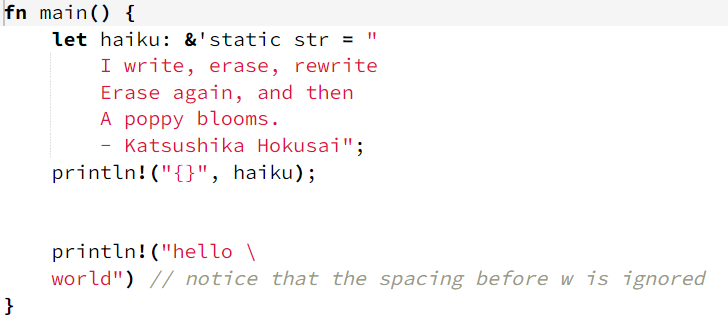 fn main() {
    let haiku: &'static str = "
        I write, erase, rewrite
        Erase again, and then
        A poppy blooms.
        - Katsushika Hokusai";
    println!("{}", haiku);


    println!("hello \
    world") // notice that the spacing before w is ignored
}